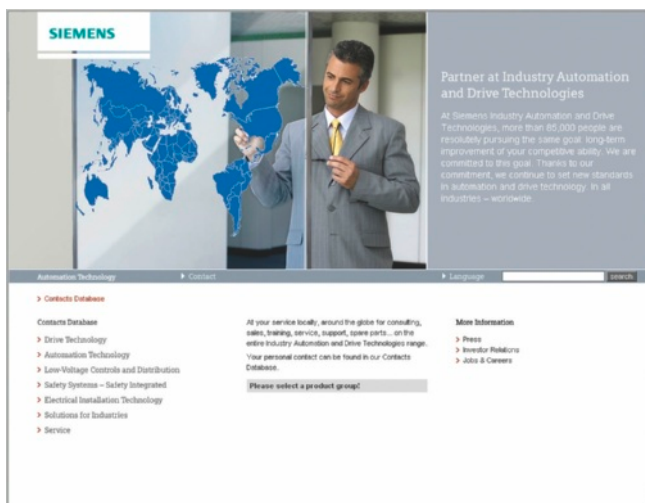 SIEMENS
Partner at Industry Automation
and Drive Technologies
At Siemens Industry Automation and Drive
Technologies, more than 85,000 people are
resolutely pursuing the same goal: long-term
improvement of your competitive ability. We are
committed to this goal. Thanks to our
commitment, we continue to set new standards
in automation and drive technology. In all
industries – worldwide.
Automation Technology
Contact
Language
search
Contacts Database
Contacts Database
Drive Technology
Automation Technology
Low-Voltage Controls and Distribution
Safety Systems – Safety Integrated
Electrical Installation Technology
Solutions for Industries
Service
At your service locally, around the globe for consulting,
sales, training, service, support, spare parts... on the
entire Industry Automation and Drive Technologies range.
Your personal contact can be found in our Contacts
Database.
Please select a product group!
More Information
Press
Investor Relations
Jobs & Careers